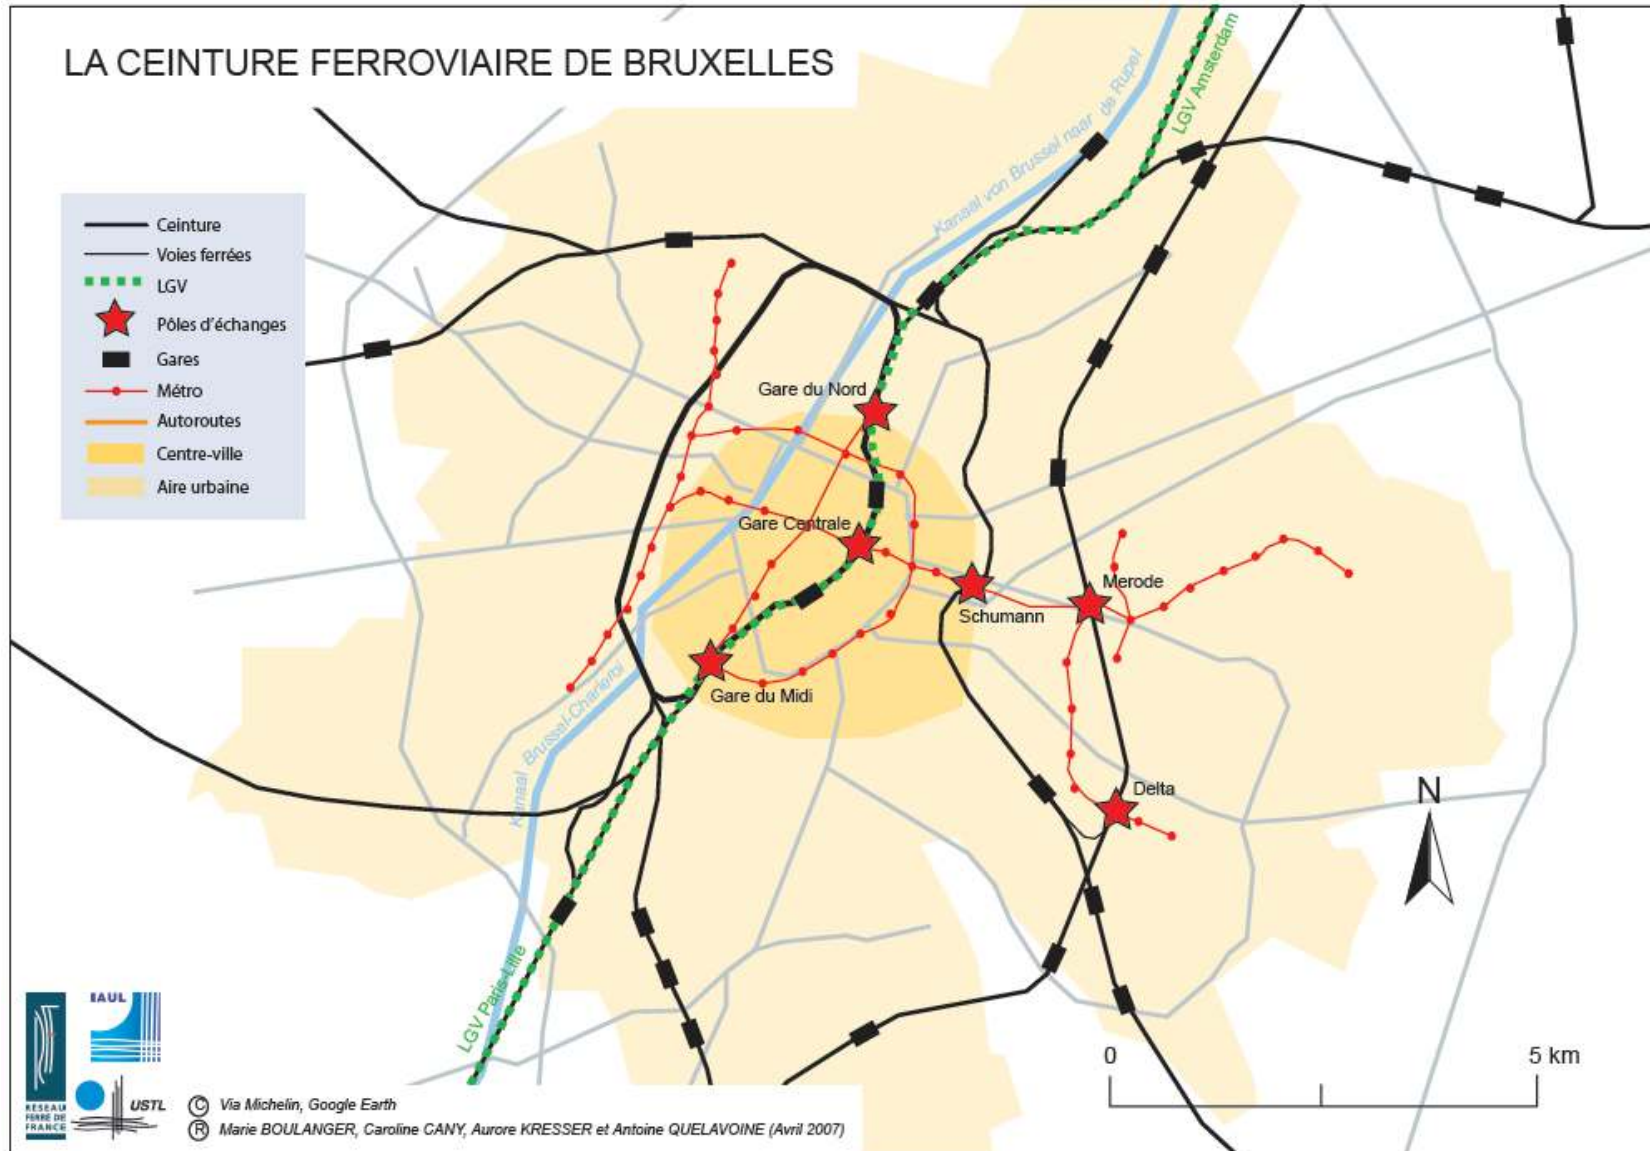 LA CEINTURE FERROVIAIRE DE BRUXELLES
LGV Amsterdam
Kanaal von Brussel naar de Rupel
Ceinture
Voies ferrées
LGV
Pôles d'échanges
Gares
Métro
Autoroutes
Centre-ville
Aire urbaine
Gare du Nord
Gare Centrale
Merode
Schumann
Gare du Midi
Kanaal Brussel-Charleroi
Delta
N
LGV Paris-Lille
0 5 km
IAUL
RESEAU
FERRE DE
FRANCE
USTL
C Via Michelin, Google Earth
R Marie BOULANGER, Caroline CANY, Aurore KRESSER et Antoine QUELAVOINE (Avril 2007)